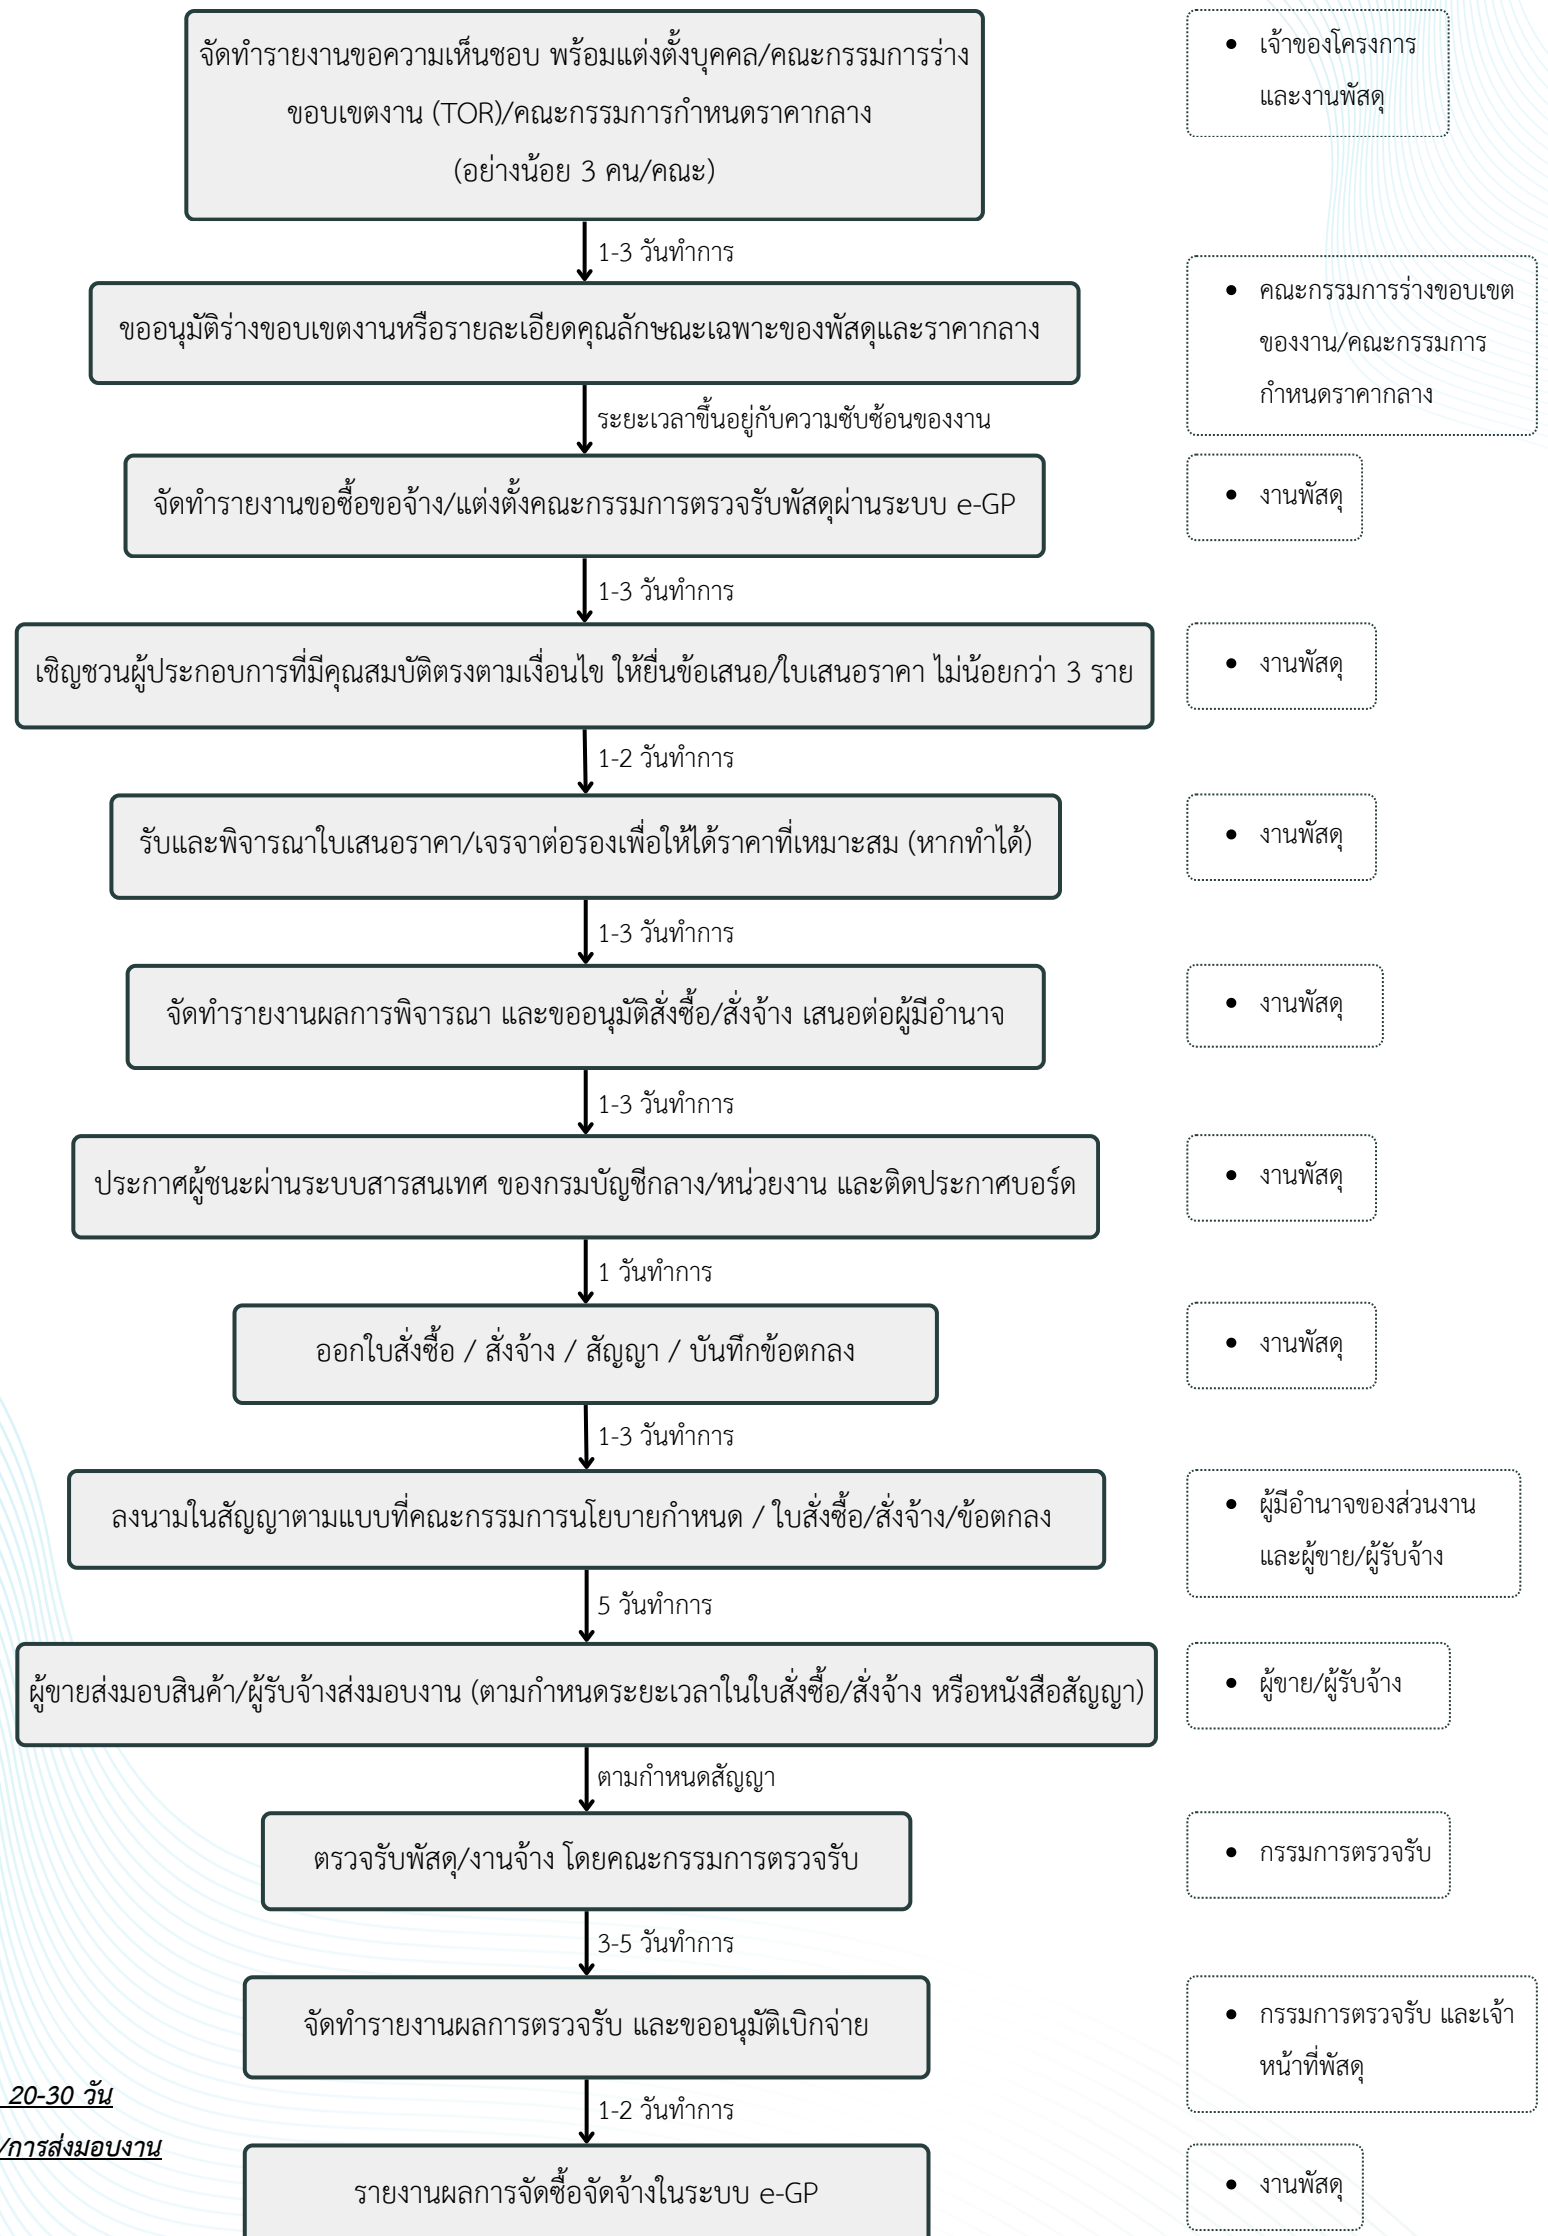 จัดทำรายงานขอความเห็นชอบ พร้อมแต่งตั้งบุคคล/คณะกรรมการร่าง
ขอบเขตงาน (TOR)/คณะกรรมการกำหนดราคากลาง
(อย่างน้อย 3 คน/คณะ)
• เจ้าของโครงการ
และงานพัสดุ
1-3 วันทำการ
ขออนุมัติร่างขอบเขตงานหรือรายละเอียดคุณลักษณะเฉพาะของพัสดุและราคากลาง
• คณะกรรมการร่างขอบเขต
ของงาน/คณะกรรมการ
กำหนดราคากลาง
ระยะเวลาขึ้นอยู่กับความซับซ้อนของงาน
จัดทำรายงานขอซื้อขอจ้าง/แต่งตั้งคณะกรรมการตรวจรับพัสดุผ่านระบบ e-GP
• งานพัสดุ
1-3 วันทำการ
เชิญชวนผู้ประกอบการที่มีคุณสมบัติตรงตามเงื่อนไข ให้ยื่นข้อเสนอ/ใบเสนอราคา ไม่น้อยกว่า 3 ราย
• งานพัสดุ
1-2 วันทำการ
รับและพิจารณาใบเสนอราคา/เจรจาต่อรองเพื่อให้ได้ราคาที่เหมาะสม (หากทำได้)
• งานพัสดุ
1-3 วันทำการ
จัดทำรายงานผลการพิจารณา และขออนุมัติสั่งซื้อ/สั่งจ้าง เสนอต่อผู้มีอำนาจ
• งานพัสดุ
1-3 วันทำการ
ประกาศผู้ชนะผ่านระบบสารสนเทศ ของกรมบัญชีกลาง/หน่วยงาน และติดประกาศบอร์ด
• งานพัสดุ
1 วันทำการ
ออกใบสั่งซื้อ / สั่งจ้าง / สัญญา / บันทึกข้อตกลง
• งานพัสดุ
1-3 วันทำการ
ลงนามในสัญญาตามแบบที่คณะกรรมการนโยบายกำหนด / ใบสั่งซื้อ/สั่งจ้าง/ข้อตกลง
• ผู้มีอำนาจของส่วนงาน
และผู้ขาย/ผู้รับจ้าง
5 วันทำการ
ผู้ขายส่งมอบสินค้า/ผู้รับจ้างส่งมอบงาน (ตามกำหนดระยะเวลาในใบสั่งซื้อ/สั่งจ้าง หรือหนังสือสัญญา)
• ผู้ขาย/ผู้รับจ้าง
ตามกำหนดสัญญา
ตรวจรับพัสดุ/งานจ้าง โดยคณะกรรมการตรวจรับ
• กรรมการตรวจรับ
3-5 วันทำการ
จัดทำรายงานผลการตรวจรับ และขออนุมัติเบิกจ่าย
• กรรมการตรวจรับ และเจ้า
หน้าที่พัสดุ
20-30 วัน
1-2 วันทำการ
/การส่งมอบงาน
รายงานผลการจัดซื้อจัดจ้างในระบบ e-GP
• งานพัสดุ